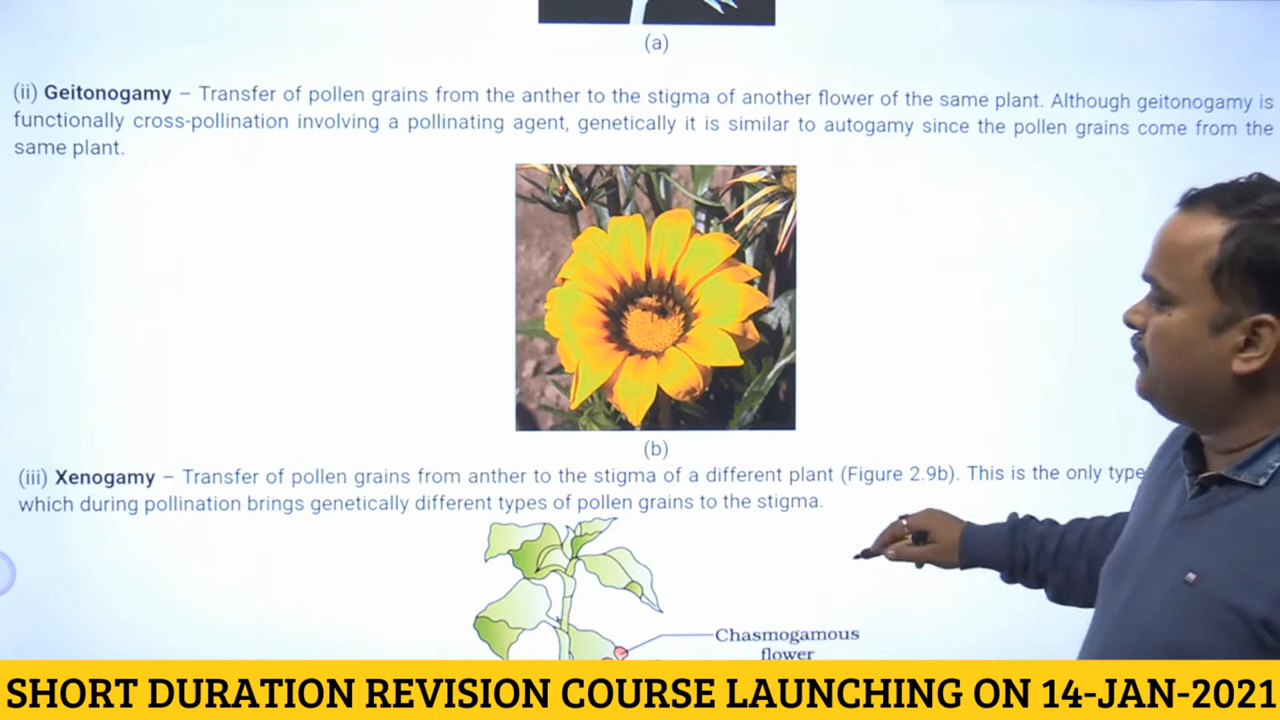 (a)
(ii) Geitonogamy – Transfer of pollen grains from the anther to the stigma of another flower of the same plant. Although geitonogamy is
functionally cross-pollination involving a pollinating agent, genetically it is similar to autogamy since the pollen grains come from the
same plant.
(b)
(iii) Xenogamy – Transfer of pollen grains from anther to the stigma of a different plant (Figure 2.9b). This is the only type
which during pollination brings genetically different types of pollen grains to the stigma.
Chasmogamous
flower
SHORT DURATION REVISION COURSE LAUNCHING ON 14-JAN-2021